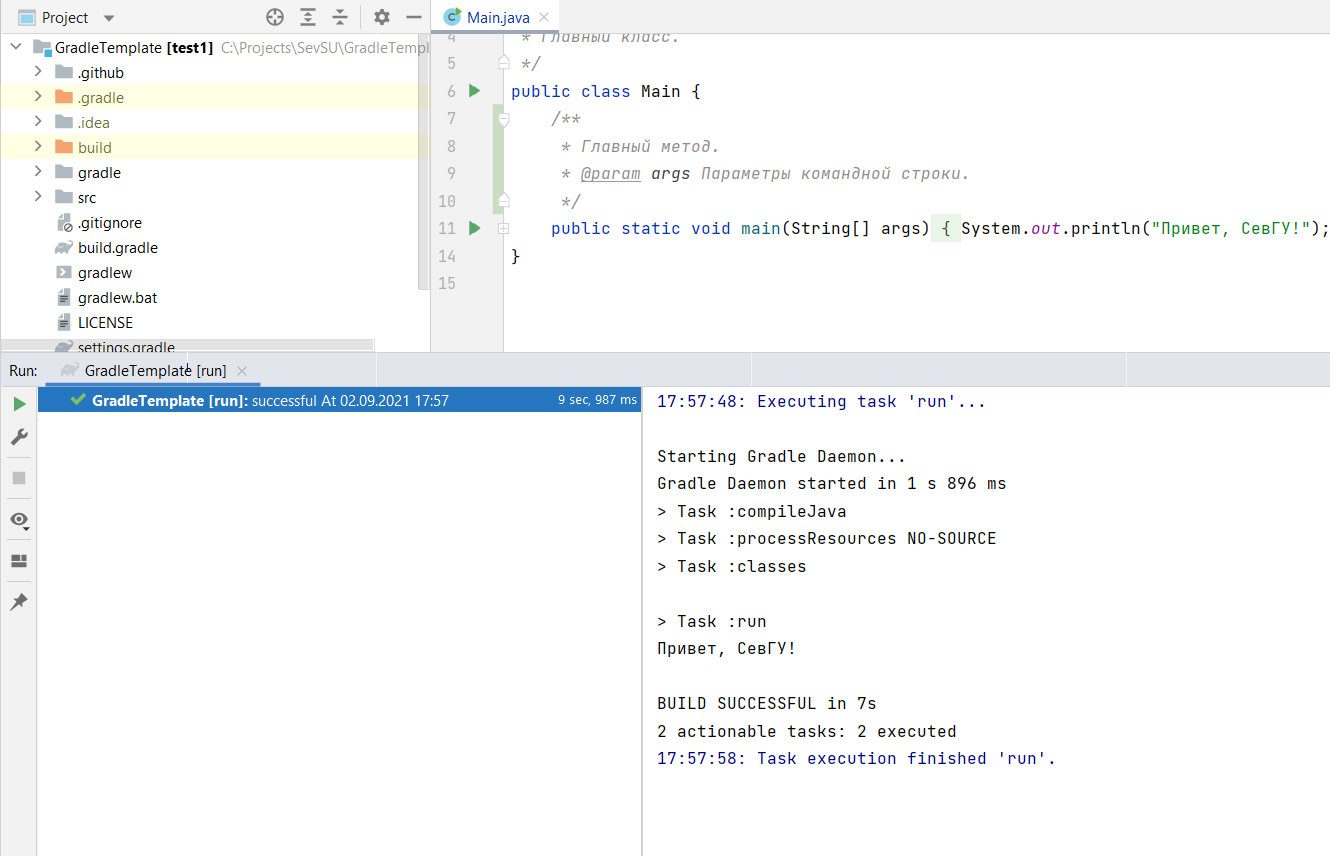 Project
GradleTemplate [test1] C:\Projects\SevSU\GradleTempl
.github
.gradle
.idea
build
gradle
src
.gitignore
build.gradle
gradlew
gradlew.bat
LICENSE
settings.gradle
Main.java
4 * Главный класс.
5 */
6 public class Main {
7 /**
8 * Главный метод.
9 * @param args Параметры командной строки.
10 */
11 public static void main(String[] args) { System.out.println("Привет, СевГУ!");
14 }
15
Run: GradleTemplate [run]
GradleTemplate [run]: successful At 02.09.2021 17:57 9 sec, 987 ms
17:57:48: Executing task 'run'...
Starting Gradle Daemon...
Gradle Daemon started in 1 s 896 ms
> Task :compileJava
> Task :processResources NO-SOURCE
> Task :classes
> Task :run
Привет, СевГУ!
BUILD SUCCESSFUL in 7s
2 actionable tasks: 2 executed
17:57:58: Task execution finished 'run'.